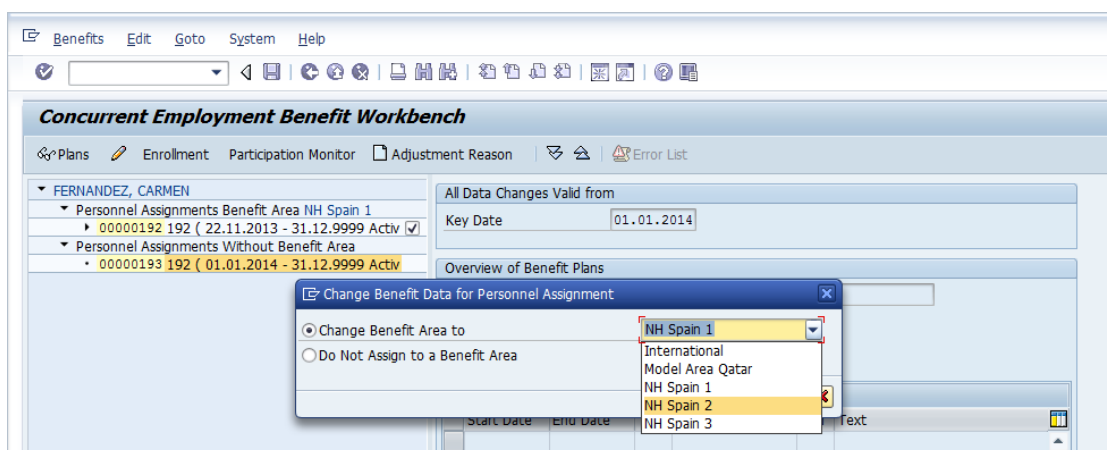 Benefits Edit Goto System Help
Concurrent Employment Benefit Workbench
Plans Enrollment Participation Monitor Adjustment Reason Error List
FERNANDEZ, CARMEN
Personnel Assignments Benefit Area NH Spain 1
00000192 192 ( 22.11.2013 - 31.12.9999 Activ
Personnel Assignments Without Benefit Area
00000193 192 ( 01.01.2014 - 31.12.9999 Activ
All Data Changes Valid from
Key Date 01.01.2014
Overview of Benefit Plans
Change Benefit Data for Personnel Assignment
Change Benefit Area to NH Spain 1
Do Not Assign to a Benefit Area
International
Model Area Qatar
NH Spain 1
NH Spain 2
NH Spain 3
Start Date End Date Text